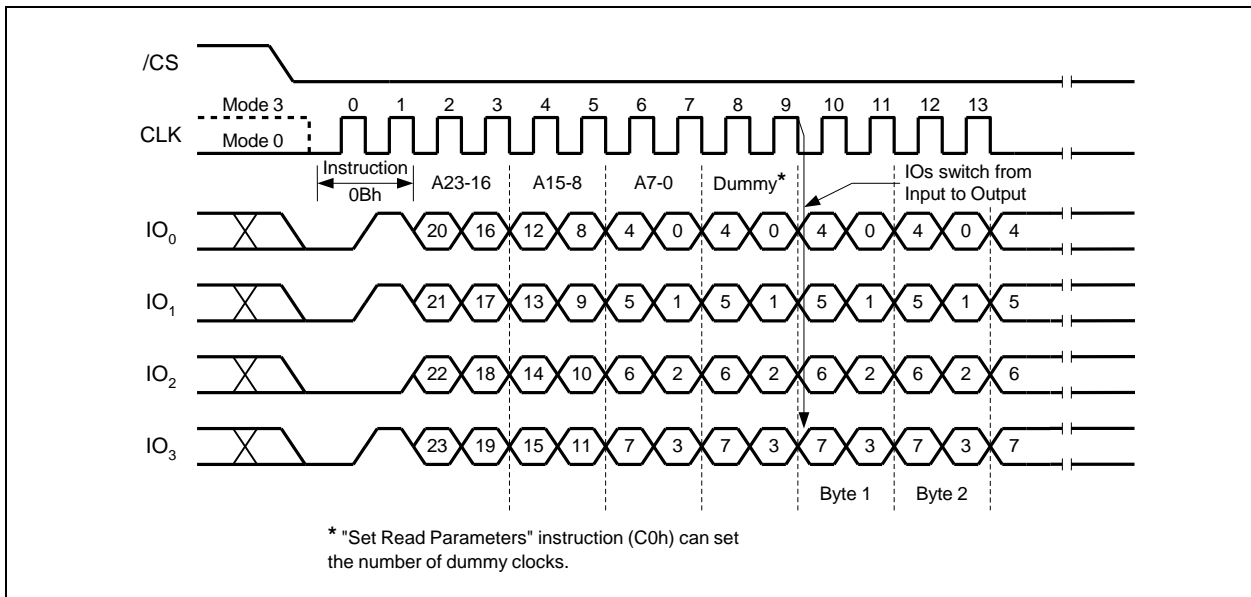 /CS
Mode 3 0 1 2 3 4 5 6 7 8 9 10 11 12 13
CLK Mode 0
Instruction
0Bh
A23-16 A15-8 A7-0 Dummy*
IOs switch from
Input to Output
IO0 20 16 12 8 4 0 4 0 4 0 4 0 4
IO1 21 17 13 9 5 1 5 1 5 1 5 1 5
IO2 22 18 14 10 6 2 6 2 6 2 6 2 6
IO3 23 19 15 11 7 3 7 3 7 3 7 3 7
Byte 1 Byte 2
* "Set Read Parameters" instruction (C0h) can set
the number of dummy clocks.